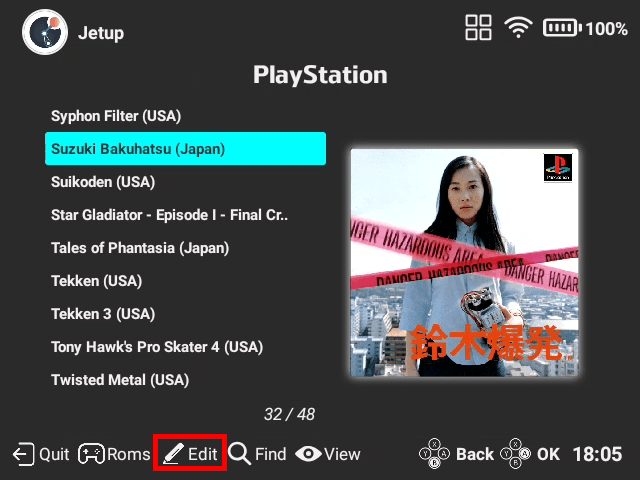 Jetup
100%
PlayStation
Syphon Filter (USA)
Suzuki Bakuhatsu (Japan)
Suikoden (USA)
Star Gladiator - Episode I - Final Cr..
Tales of Phantasia (Japan)
Tekken (USA)
Tekken 3 (USA)
Tony Hawk's Pro Skater 4 (USA)
Twisted Metal (USA)
PlayStation
DANGER HAZARDOUS AREA
DANGER HAZARDOUS AREA DANGER HAZARDOUS
鈴木爆発
32 / 48
Quit Roms Edit Find View X Y A B Back X Y A B OK 18:05